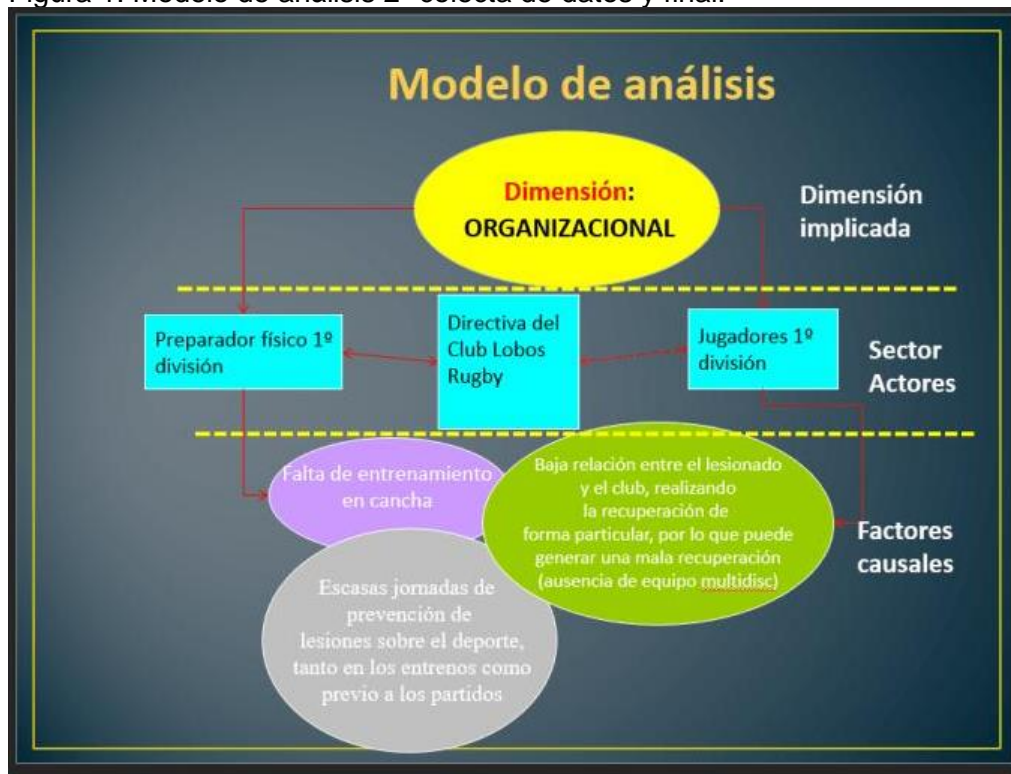 Figura 1: Modelo de análisis 2º colecta de datos y final.
Modelo de análisis
Dimensión:
ORGANIZACIONAL
Dimensión
implicada
Preparador físico 1º
división
Directiva del
Club Lobos
Rugby
Jugadores 1º
división
Sector
Actores
Falta de entrenamiento
en cancha
Baja relación entre el lesionado
y el club, realizando
la recuperación de
forma particular, por lo que puede
generar una mala recuperación
(ausencia de equipo multidisc)
Escasas jornadas de
prevención de
lesiones sobre el deporte,
tanto en los entrenos como
previo a los partidos
Factores
causales